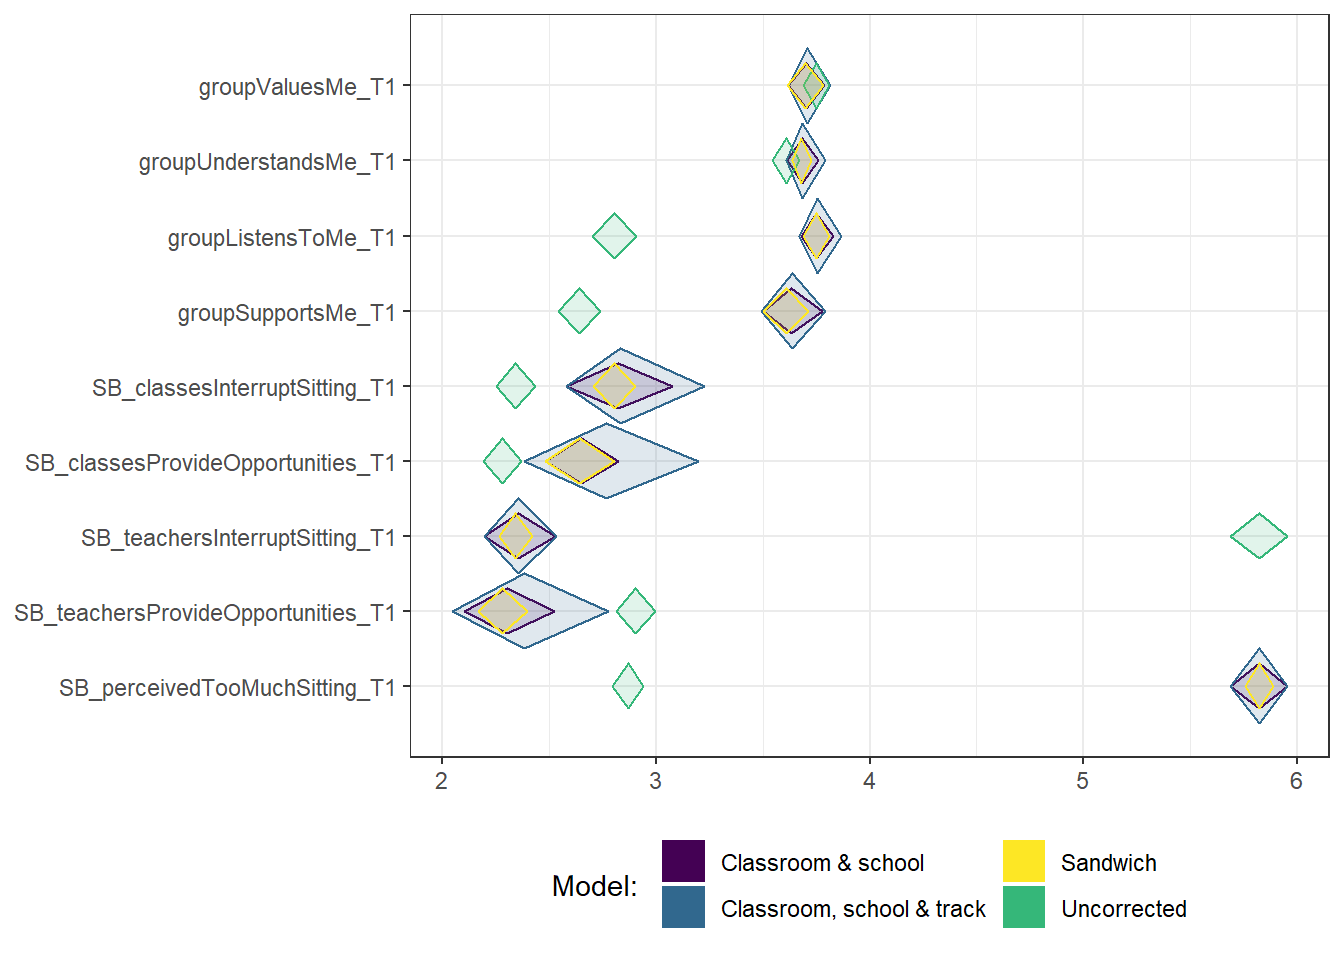 groupValuesMe_T1
groupUnderstandsMe_T1
groupListensToMe_T1
groupSupportsMe_T1
SB_classesInterruptSitting_T1
SB_classesProvideOpportunities_T1
SB_teachersInterruptSitting_T1
SB_teachersProvideOpportunities_T1
SB_perceivedTooMuchSitting_T1
2 3 4 5 6
Model:
Classroom & school
Classroom, school & track
Sandwich
Uncorrected